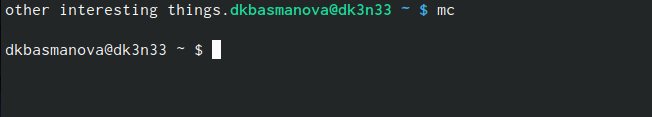 other interesting things.dkbasmanova@dk3n33 ~ $ mc
dkbasmanova@dk3n33 ~ $